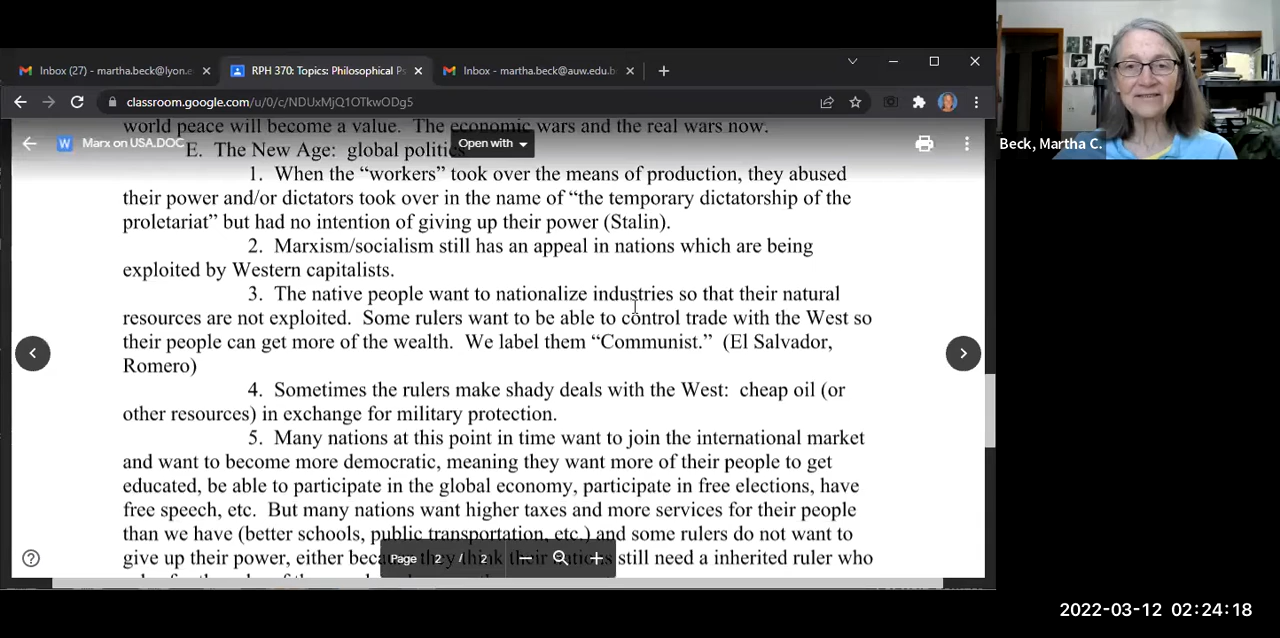 Inbox (27) - martha.beck@lyon.e
RPH 370: Topics: Philosophical Ps
Inbox - martha.beck@auw.edu.b
classroom.google.com/u/0/c/NDUxMjQ1OTkwODg5
world peace will become a value. The economic wars and the real wars now.
Marx on USA.DOC
Open with
E. The New Age: global politics
1. When the “workers” took over the means of production, they abused
their power and/or dictators took over in the name of “the temporary dictatorship of the
proletariat” but had no intention of giving up their power (Stalin).
2. Marxism/socialism still has an appeal in nations which are being
exploited by Western capitalists.
3. The native people want to nationalize industries so that their natural
resources are not exploited. Some rulers want to be able to control trade with the West so
their people can get more of the wealth. We label them “Communist.” (El Salvador,
Romero)
4. Sometimes the rulers make shady deals with the West: cheap oil (or
other resources) in exchange for military protection.
5. Many nations at this point in time want to join the international market
and want to become more democratic, meaning they want more of their people to get
educated, be able to participate in the global economy, participate in free elections, have
free speech, etc. But many nations want higher taxes and more services for their people
than we have (better schools, public transportation, etc.) and some rulers do not want to
give up their power, either because they think their nations still need a inherited ruler who
Page 2 / 2
Beck, Martha C.
2022-03-12 02:24:18